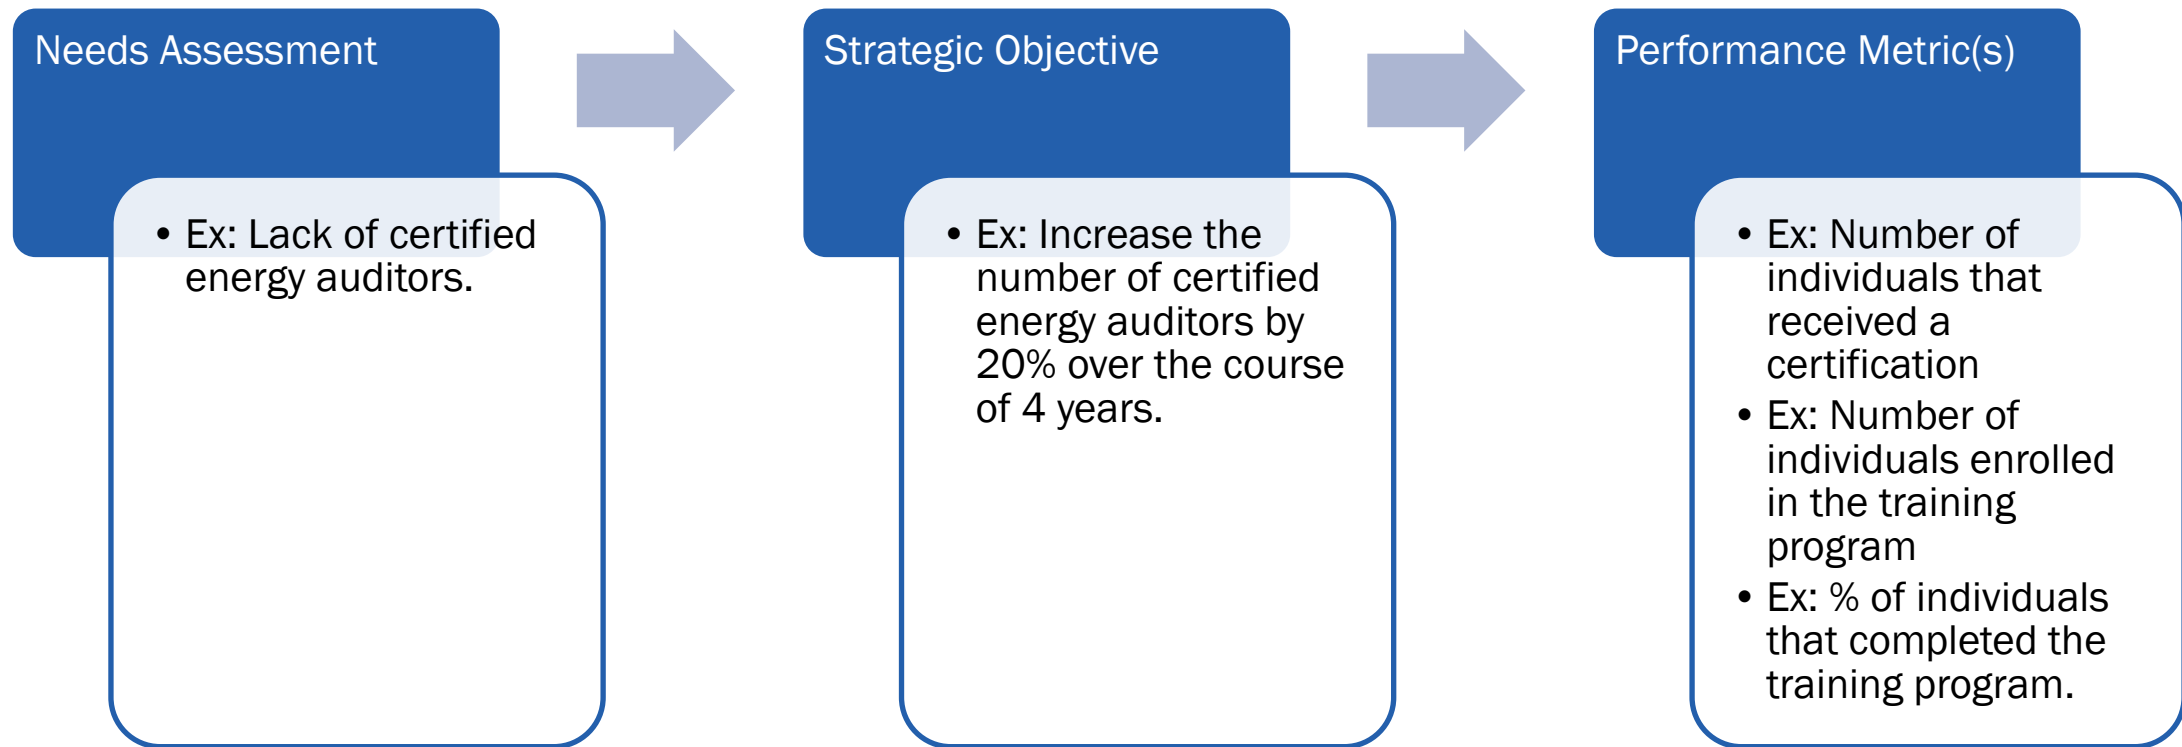 Needs Assessment
• Ex: Lack of certified
energy auditors.
Strategic Objective
• Ex: Increase the
number of certified
energy auditors by
20% over the course
of 4 years.
Performance Metric(s)
• Ex: Number of
individuals that
received a
certification
• Ex: Number of
individuals enrolled
in the training
program
• Ex: % of individuals
that completed the
training program.